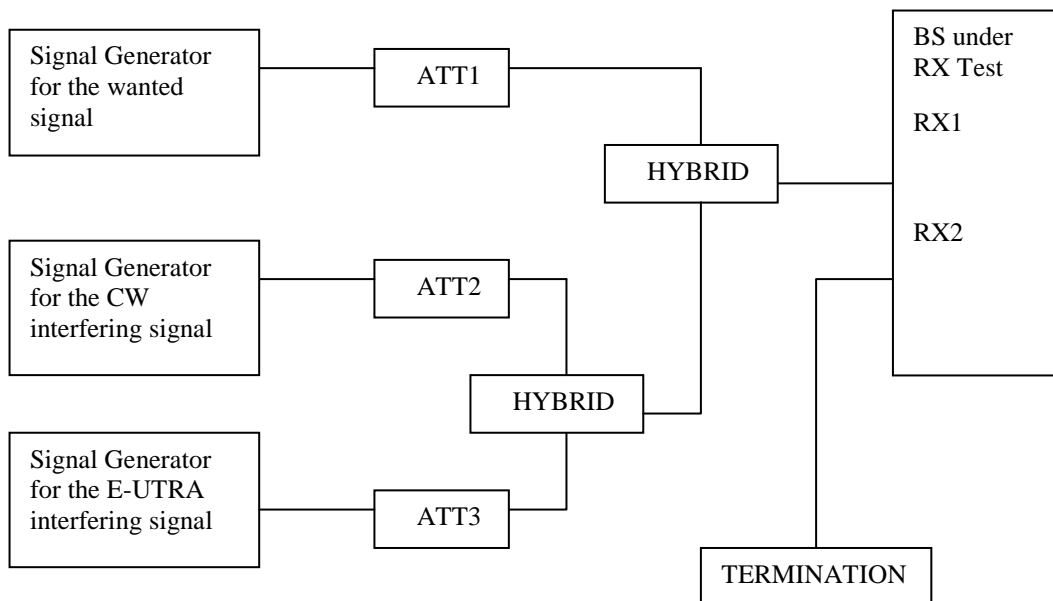 Signal Generator
for the wanted
signal
ATT1
HYBRID
BS under
RX Test
RX1
RX2
Signal Generator
for the CW
interfering signal
ATT2
HYBRID
Signal Generator
for the E-UTRA
interfering signal
ATT3
TERMINATION